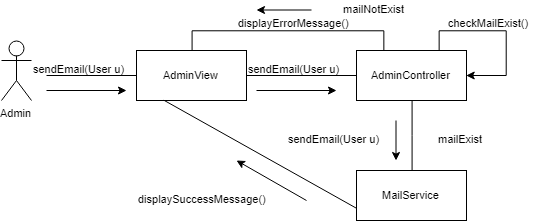 mailNotExist
displayErrorMessage()
checkMailExist()
sendEmail(User u)
AdminView
sendEmail(User u)
AdminController
Admin
sendEmail(User u)
mailExist
displaySuccessMessage()
MailService